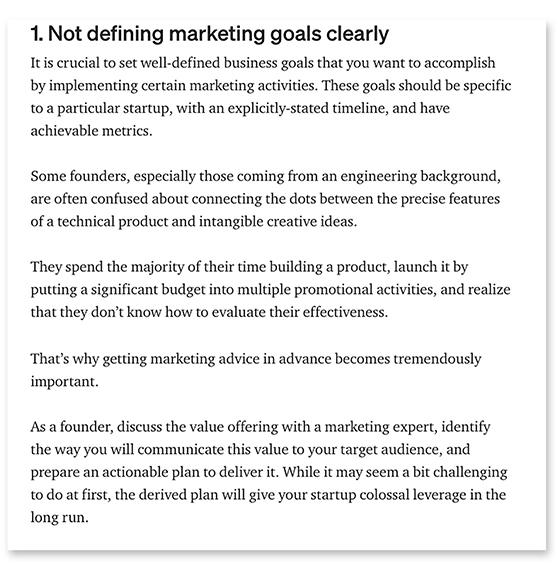 1. Not defining marketing goals clearly
It is crucial to set well-defined business goals that you want to accomplish
by implementing certain marketing activities. These goals should be specific
to a particular startup, with an explicitly-stated timeline, and have
achievable metrics.
Some founders, especially those coming from an engineering background,
are often confused about connecting the dots between the precise features
of a technical product and intangible creative ideas.
They spend the majority of their time building a product, launch it by
putting a significant budget into multiple promotional activities, and realize
that they don’t know how to evaluate their effectiveness.
That’s why getting marketing advice in advance becomes tremendously
important.
As a founder, discuss the value offering with a marketing expert, identify
the way you will communicate this value to your target audience, and
prepare an actionable plan to deliver it. While it may seem a bit challenging
to do at first, the derived plan will give your startup colossal leverage in the
long run.